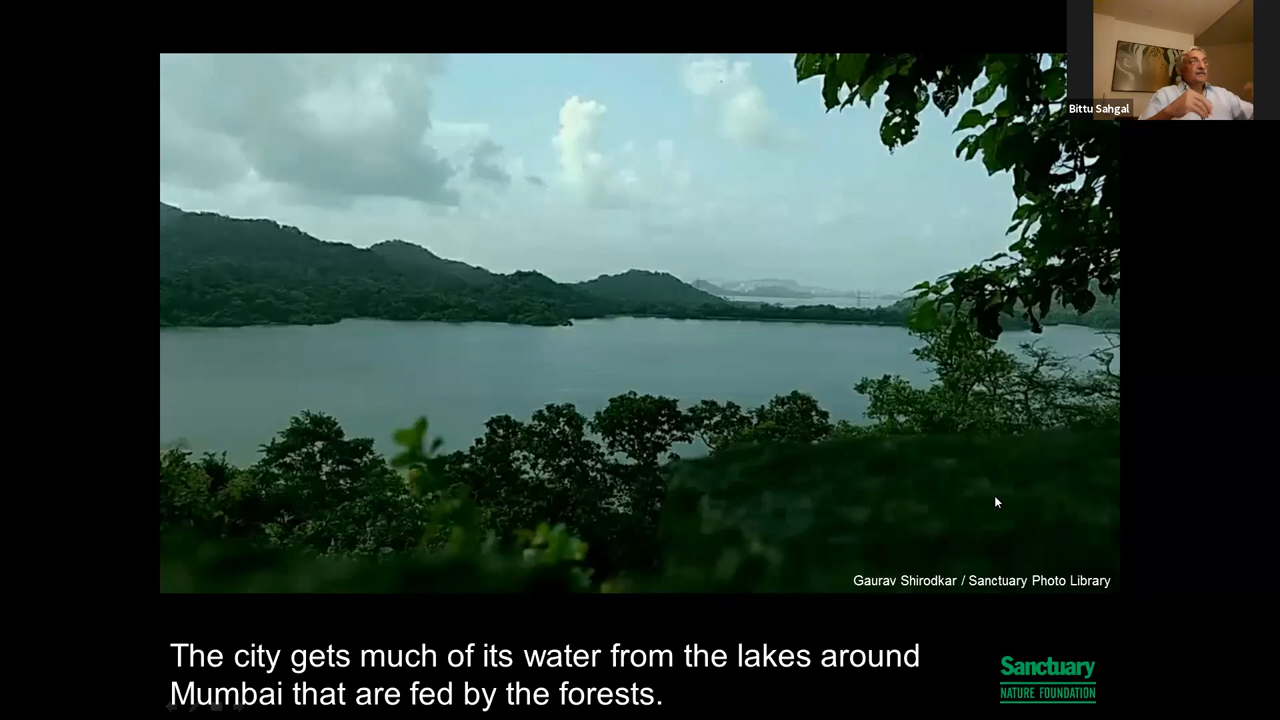 Bittu Sahgal
Gaurav Shirodkar / Sanctuary Photo Library
The city gets much of its water from the lakes around
Mumbai that are fed by the forests.
Sanctuary
NATURE FOUNDATION